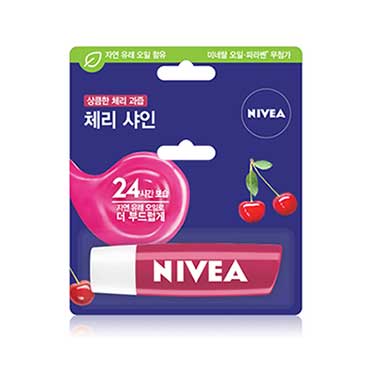 자연 유래 오일 함유
미네랄 오일·파라벤* 무첨가
상큼한 체리 과즙
체리 샤인
NIVEA
24시간 보습
자연 유래 오일로
더 부드럽게
NIVEA